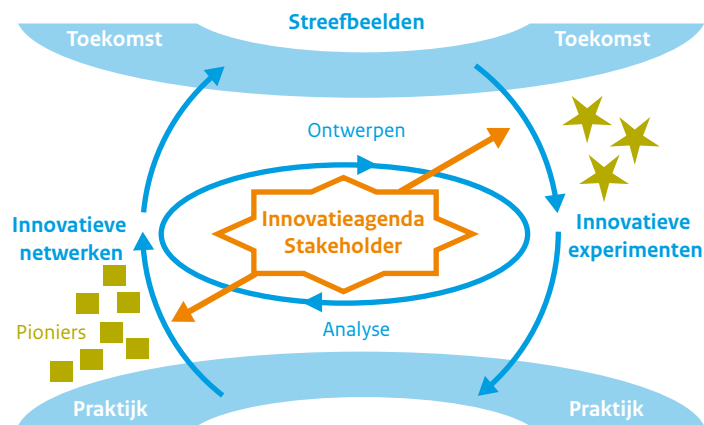 Streefbeelden
Toekomst
Toekomst
Ontwerpen
Innovatieagenda
Stakeholder
Innovatieve
netwerken
Innovatieve
experimenten
Pioniers
Analyse
Praktijk
Praktijk